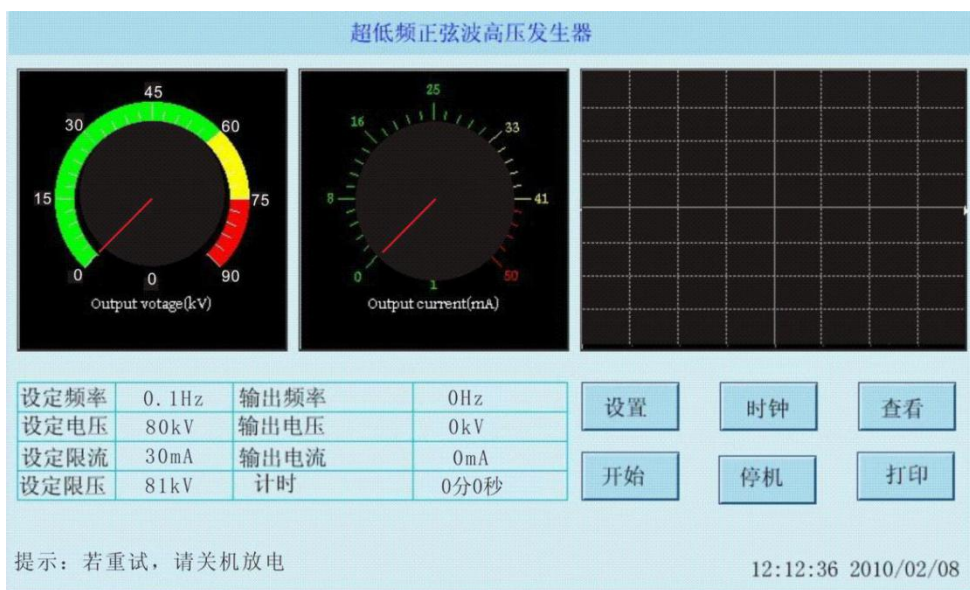 超低频正弦波高压发生器
0 15 30 45 60 75 90
0
Output votage(kV)
0 8 16 25 33 41 50
1
Output current(mA)
设定频率 0.1Hz 输出频率 0Hz
设定电压 80kV 输出电压 0kV
设定限流 30mA 输出电流 0mA
设定限压 81kV 计时 0分0秒
设置 时钟 查看
开始 停机 打印
提示：若重试，请关机放电
12:12:36 2010/02/08